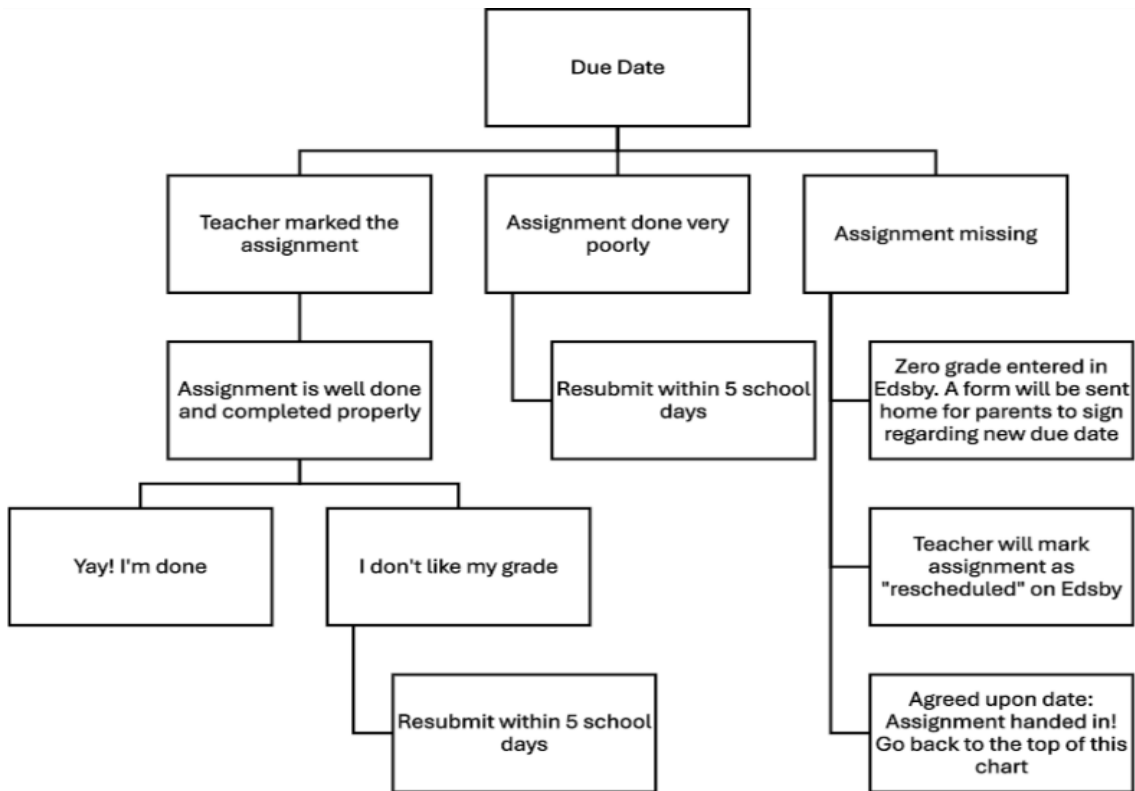 Due Date
Teacher marked the
assignment
Assignment done very
poorly
Assignment missing
Assignment is well done
and completed properly
Resubmit within 5 school
days
Zero grade entered in
Edsby. A form will be sent
home for parents to sign
regarding new due date
Yay! I'm done
I don't like my grade
Teacher will mark
assignment as
"rescheduled" on Edsby
Resubmit within 5 school
days
Agreed upon date:
Assignment handed in!
Go back to the top of this
chart